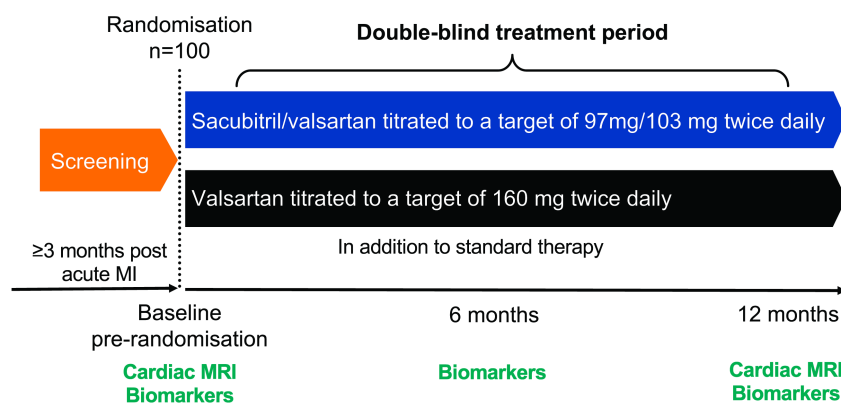 Randomisation
n=100
Double-blind treatment period
Sacubitril/valsartan titrated to a target of 97mg/103 mg twice daily
Screening
Valsartan titrated to a target of 160 mg twice daily
≥3 months post
acute MI
In addition to standard therapy
Baseline
pre-randomisation
6 months
12 months
Cardiac MRI
Biomarkers
Biomarkers
Cardiac MRI
Biomarkers